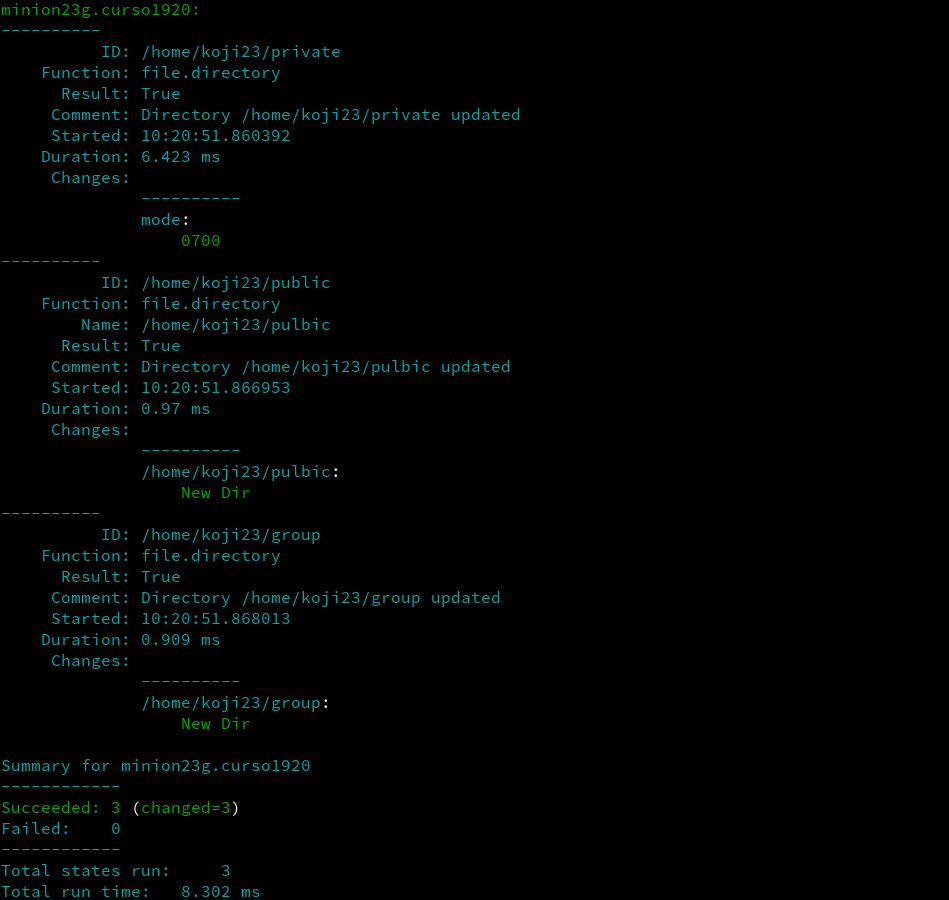 minion23g.curso1920:
----------
          ID: /home/koji23/private
    Function: file.directory
      Result: True
     Comment: Directory /home/koji23/private updated
     Started: 10:20:51.860392
    Duration: 6.423 ms
     Changes:
              ----------
              mode:
                  0700
----------
          ID: /home/koji23/public
    Function: file.directory
        Name: /home/koji23/pulbic
      Result: True
     Comment: Directory /home/koji23/pulbic updated
     Started: 10:20:51.866953
    Duration: 0.97 ms
     Changes:
              ----------
              /home/koji23/pulbic:
                  New Dir
----------
          ID: /home/koji23/group
    Function: file.directory
      Result: True
     Comment: Directory /home/koji23/group updated
     Started: 10:20:51.868013
    Duration: 0.909 ms
     Changes:
              ----------
              /home/koji23/group:
                  New Dir

Summary for minion23g.curso1920
------------
Succeeded: 3 (changed=3)
Failed:    0
------------
Total states run:     3
Total run time:   8.302 ms